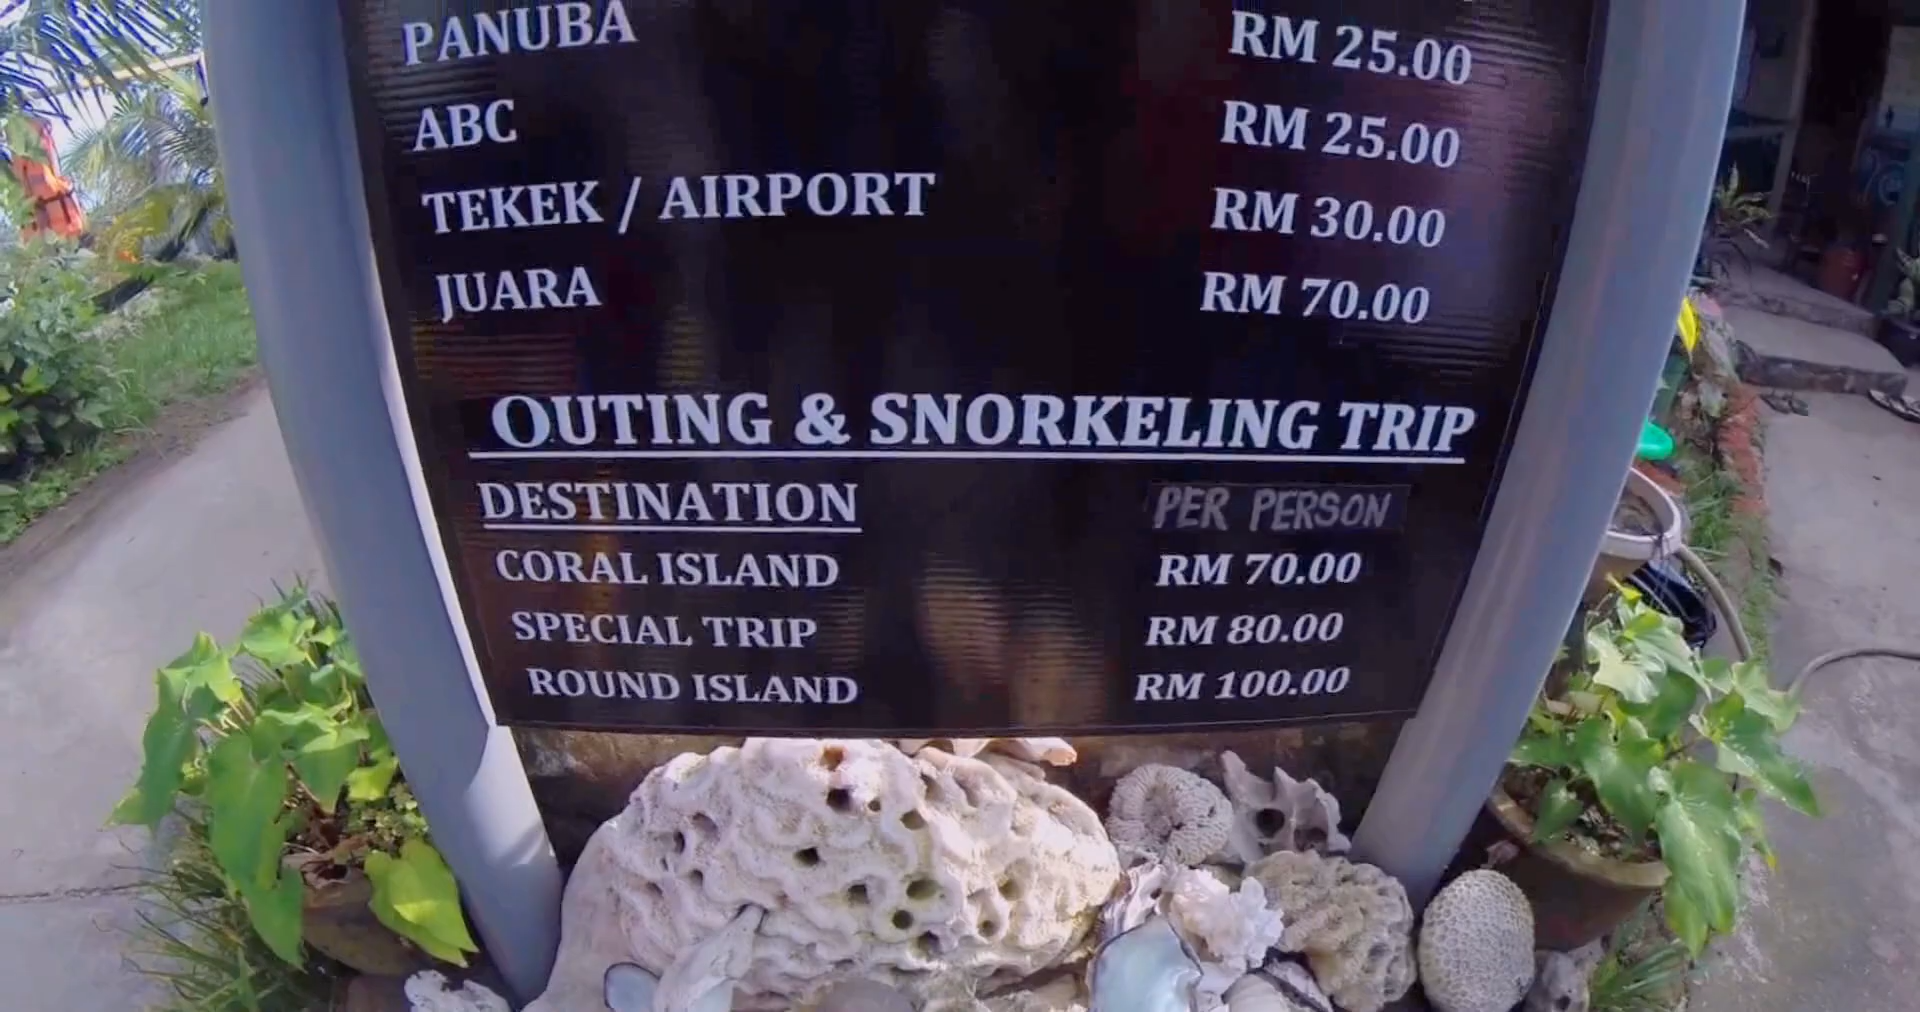 PANUBA RM 25.00
ABC RM 25.00
TEKEK / AIRPORT RM 30.00
JUARA RM 70.00
OUTING & SNORKELING TRIP
DESTINATION PER PERSON
CORAL ISLAND RM 70.00
SPECIAL TRIP RM 80.00
ROUND ISLAND RM 100.00